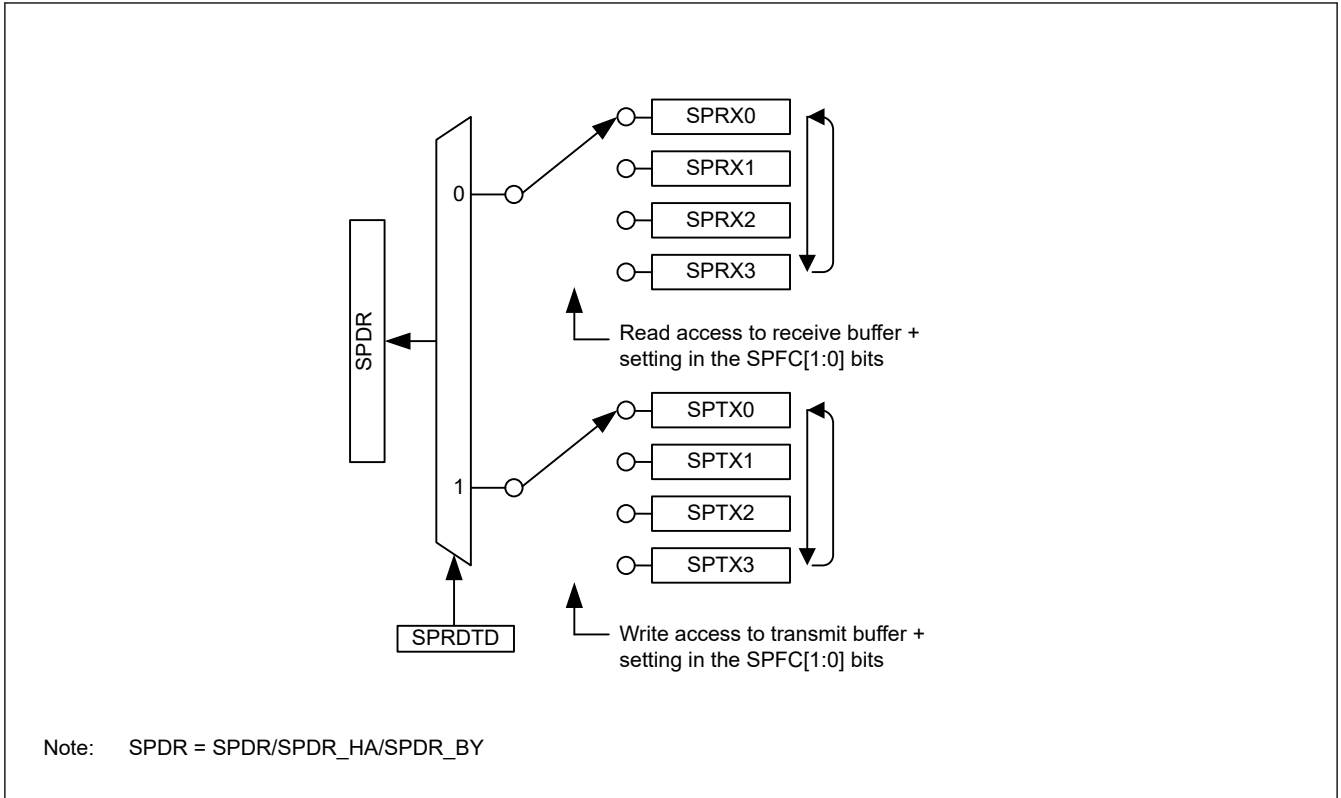 SPRX0
SPRX1
0
SPRX2
SPRX3
SPDR
Read access to receive buffer +
setting in the SPFC[1:0] bits
SPTX0
SPTX1
1
SPTX2
SPTX3
SPRDTD
Write access to transmit buffer +
setting in the SPFC[1:0] bits
Note: SPDR = SPDR/SPDR_HA/SPDR_BY